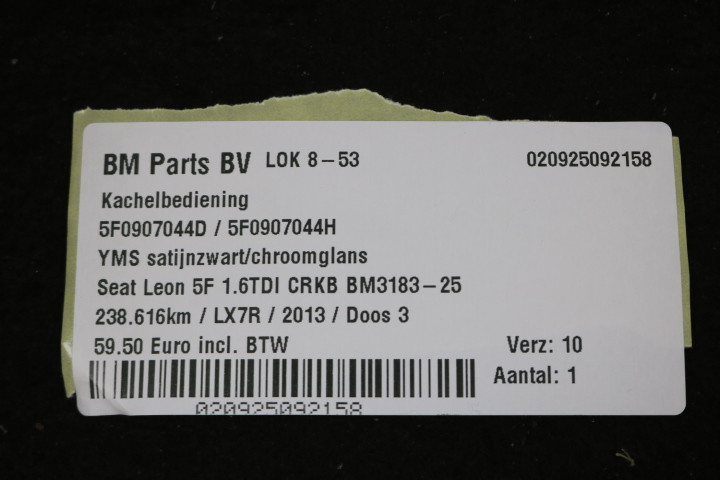 BM Parts BV LOK 8-53 020925092158
Kachelbediening
5F0907044D / 5F0907044H
YMS satijnzwart/chroomglans
Seat Leon 5F 1.6TDI CRKB BM3183-25
238.616km / LX7R / 2013 / Doos 3
59.50 Euro incl. BTW Verz: 10
Aantal: 1
020925092158